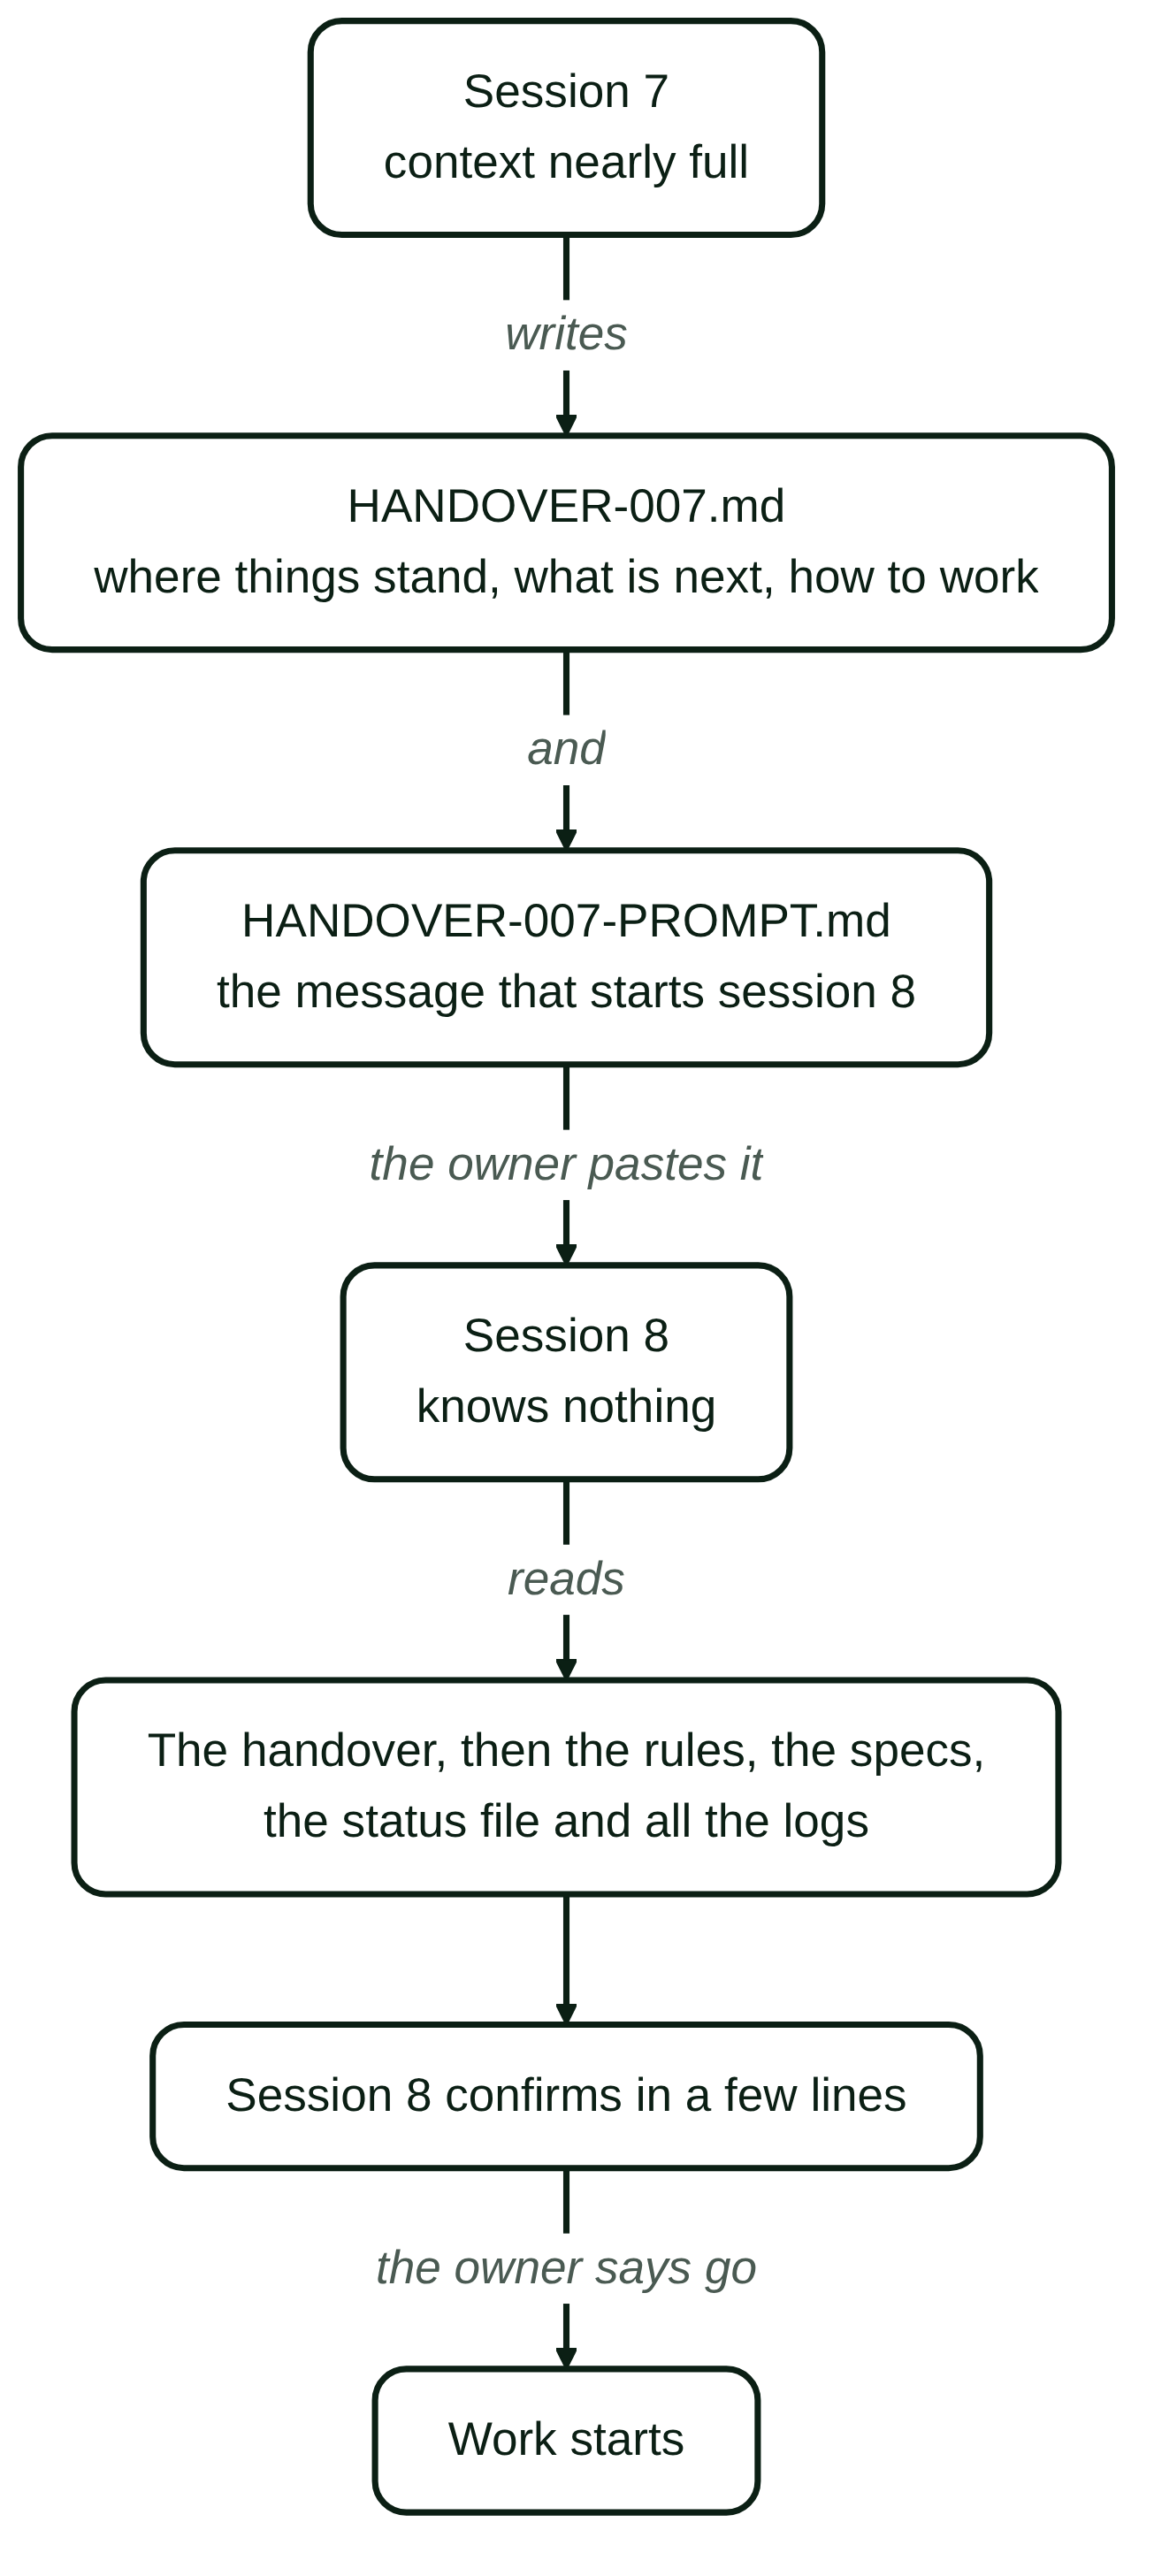 Session 7
context nearly full
writes
HANDOVER-007.md
where things stand, what is next, how to work
and
HANDOVER-007-PROMPT.md
the message that starts session 8
the owner pastes it
Session 8
knows nothing
reads
The handover, then the rules, the specs,
the status file and all the logs
Session 8 confirms in a few lines
the owner says go
Work starts